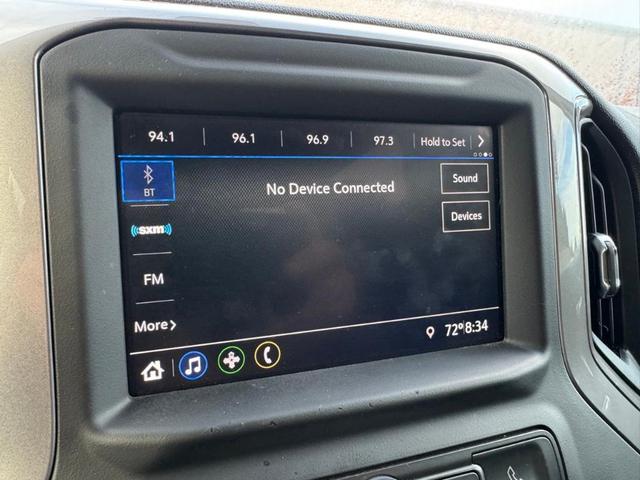 94.1 96.1 96.9 97.3 Hold to Set >
BT
No Device Connected
Sound
((sxm))
Devices
FM
More >
72° 8:34